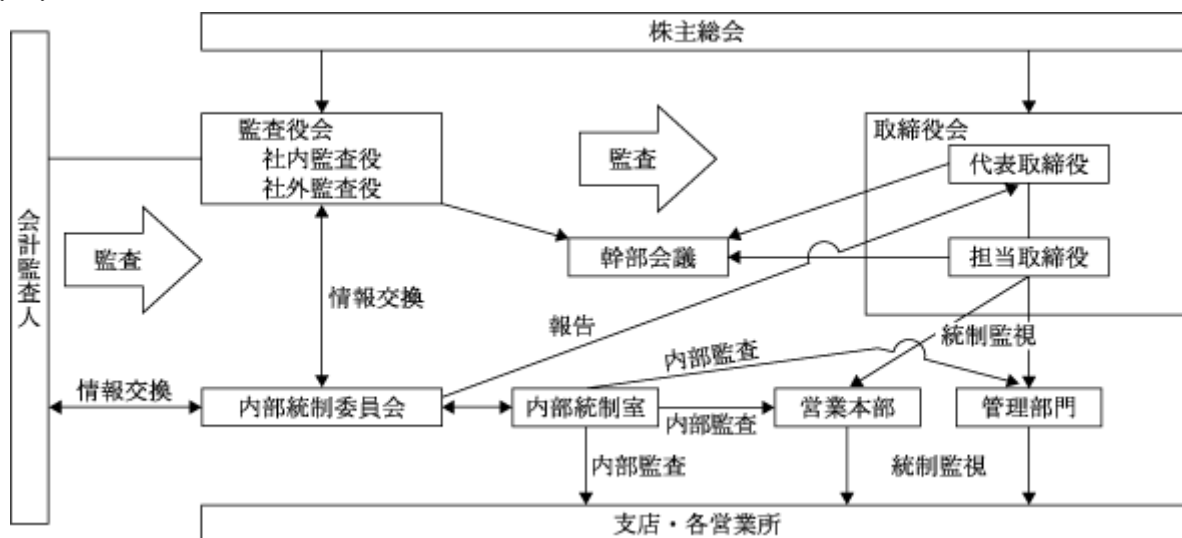 株主総会
監査役会
社内監査役
社外監査役
監査
取締役会
代表取締役
会計監査人
監査
幹部会議
担当取締役
情報交換
報告
統制監視
内部監査
情報交換
内部統制委員会
内部統制室
内部監査
営業本部
管理部門
内部監査
統制監視
支店・各営業所